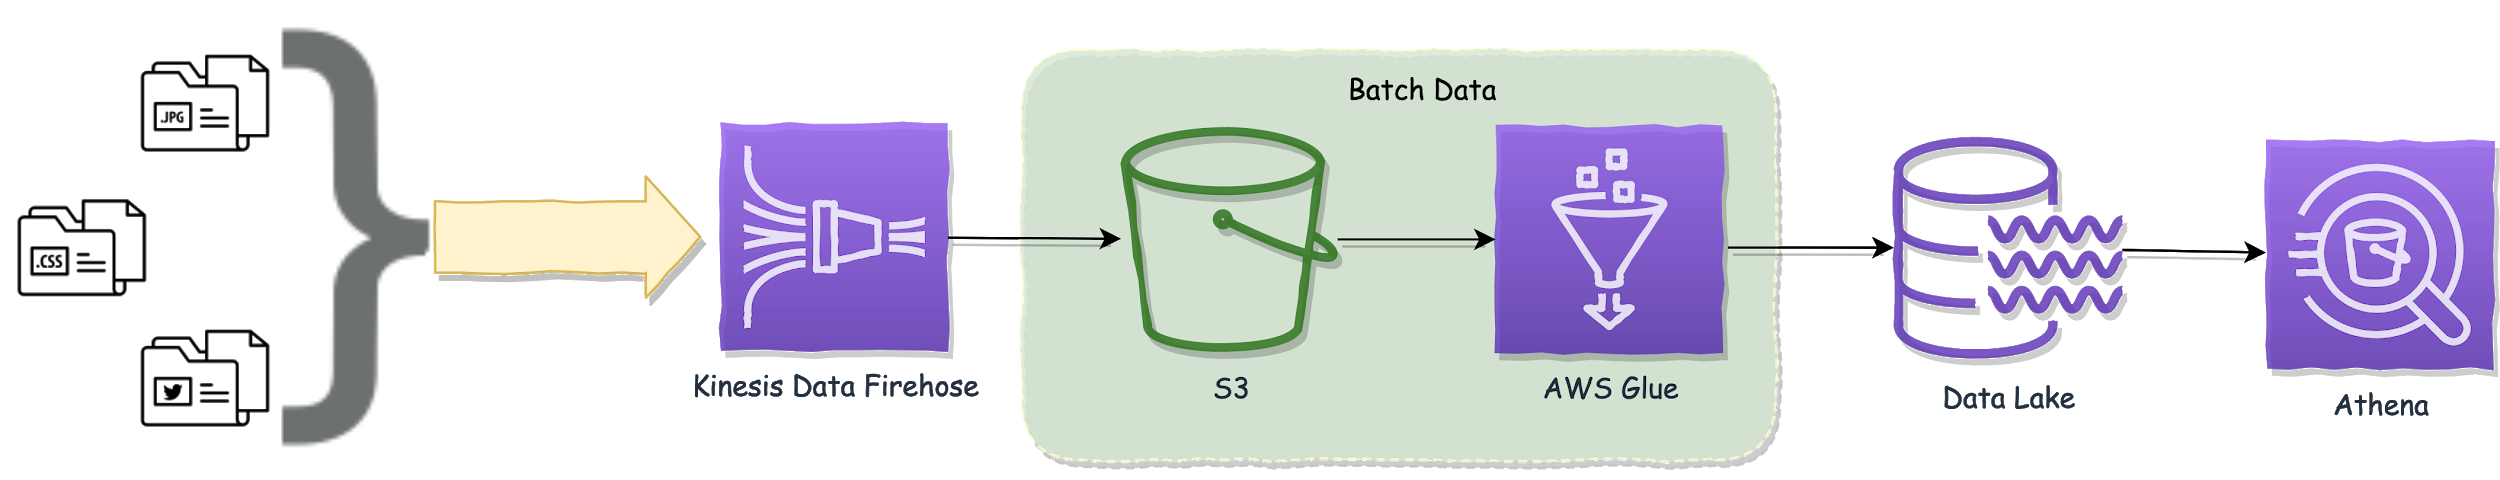 .JPG
.CSS
Batch Data
Kinesis Data Firehose
S3
AWS Glue
Data Lake
Athena